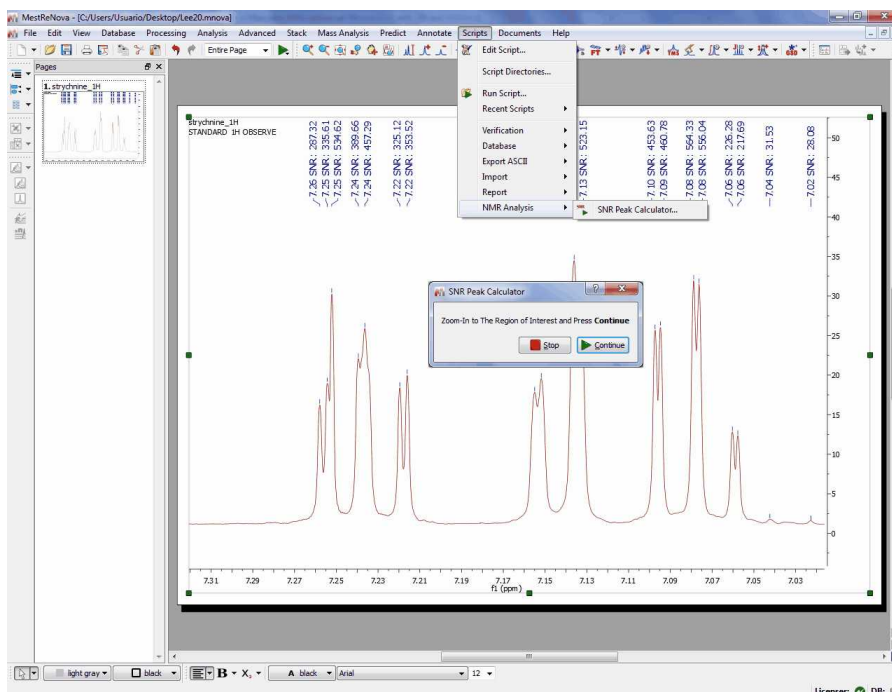 MestReNova - [C:/Users/Usuario/Desktop/Lee20.mnova]
File Edit View Database Processing Analysis Advanced Stack Mass Analysis Predict Annotate Scripts Documents Help
Entire Page
Edit Script...
Script Directories...
Run Script...
Recent Scripts
Verification
Database
Export ASCII
Import
Report
NMR Analysis
SNR Peak Calculator...
Pages
1. strychnine_1H
strychnine_1H
STANDARD 1H OBSERVE
7.26 SNR: 287.32
7.25 SNR: 335.61
7.25 SNR: 534.62
7.24 SNR: 389.66
7.24 SNR: 457.29
7.22 SNR: 325.12
7.22 SNR: 353.52
7.13 SNR: 523.15
7.10 SNR: 453.63
7.09 SNR: 460.78
7.08 SNR: 564.33
7.08 SNR: 556.04
7.06 SNR: 226.28
7.06 SNR: 217.69
7.04 SNR: 31.53
7.02 SNR: 28.08
SNR Peak Calculator
Zoom-In to The Region of Interest and Press Continue
Stop Continue
50
45
40
35
30
25
20
15
10
5
0
7.31 7.29 7.27 7.25 7.23 7.21 7.19 7.17 7.15 7.13 7.11 7.09 7.07 7.05 7.03
f1 (ppm)
light gray black B X, A black Arial 12
Licenses: DB: